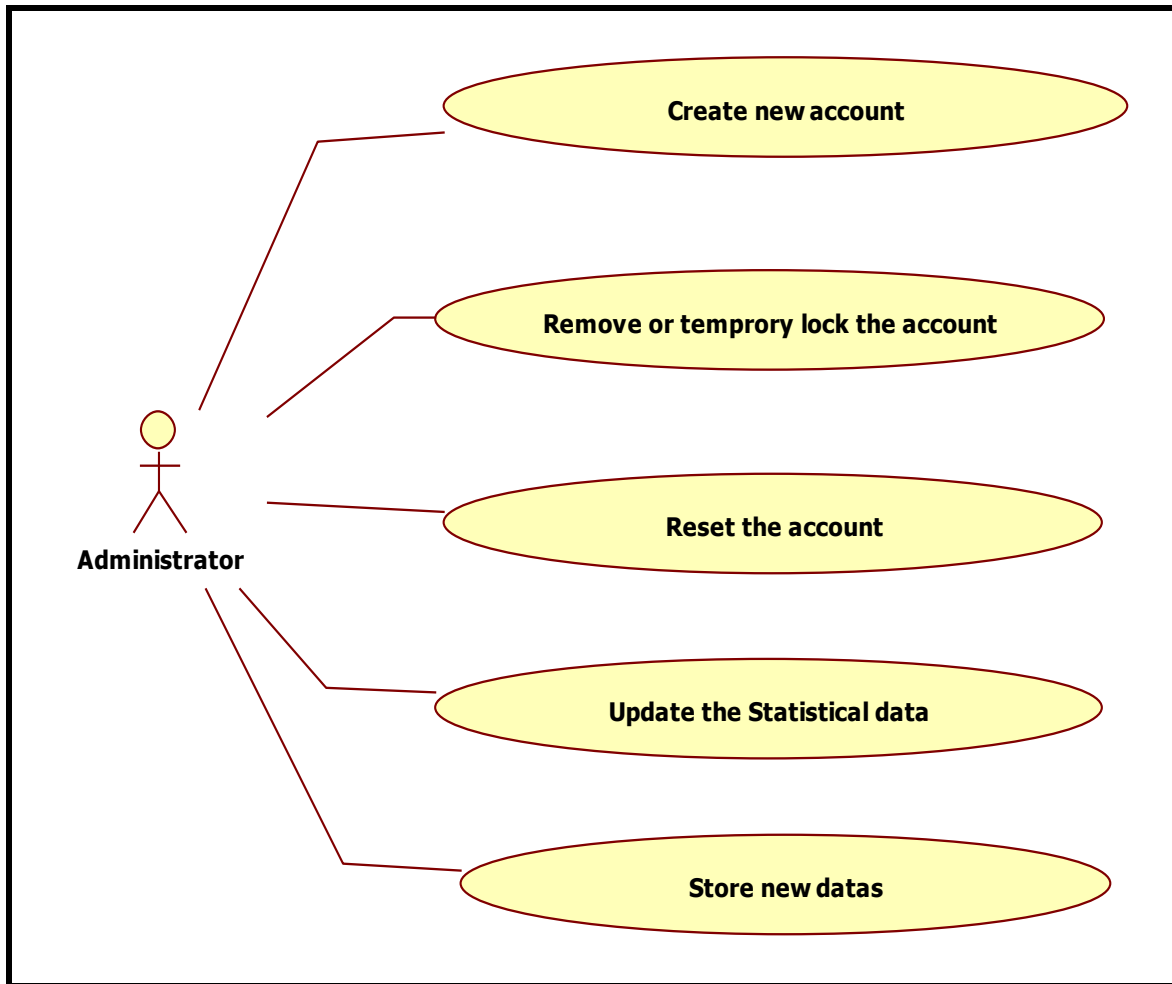 Create new account
Remove or temprory lock the account
Reset the account
Administrator
Update the Statistical data
Store new datas